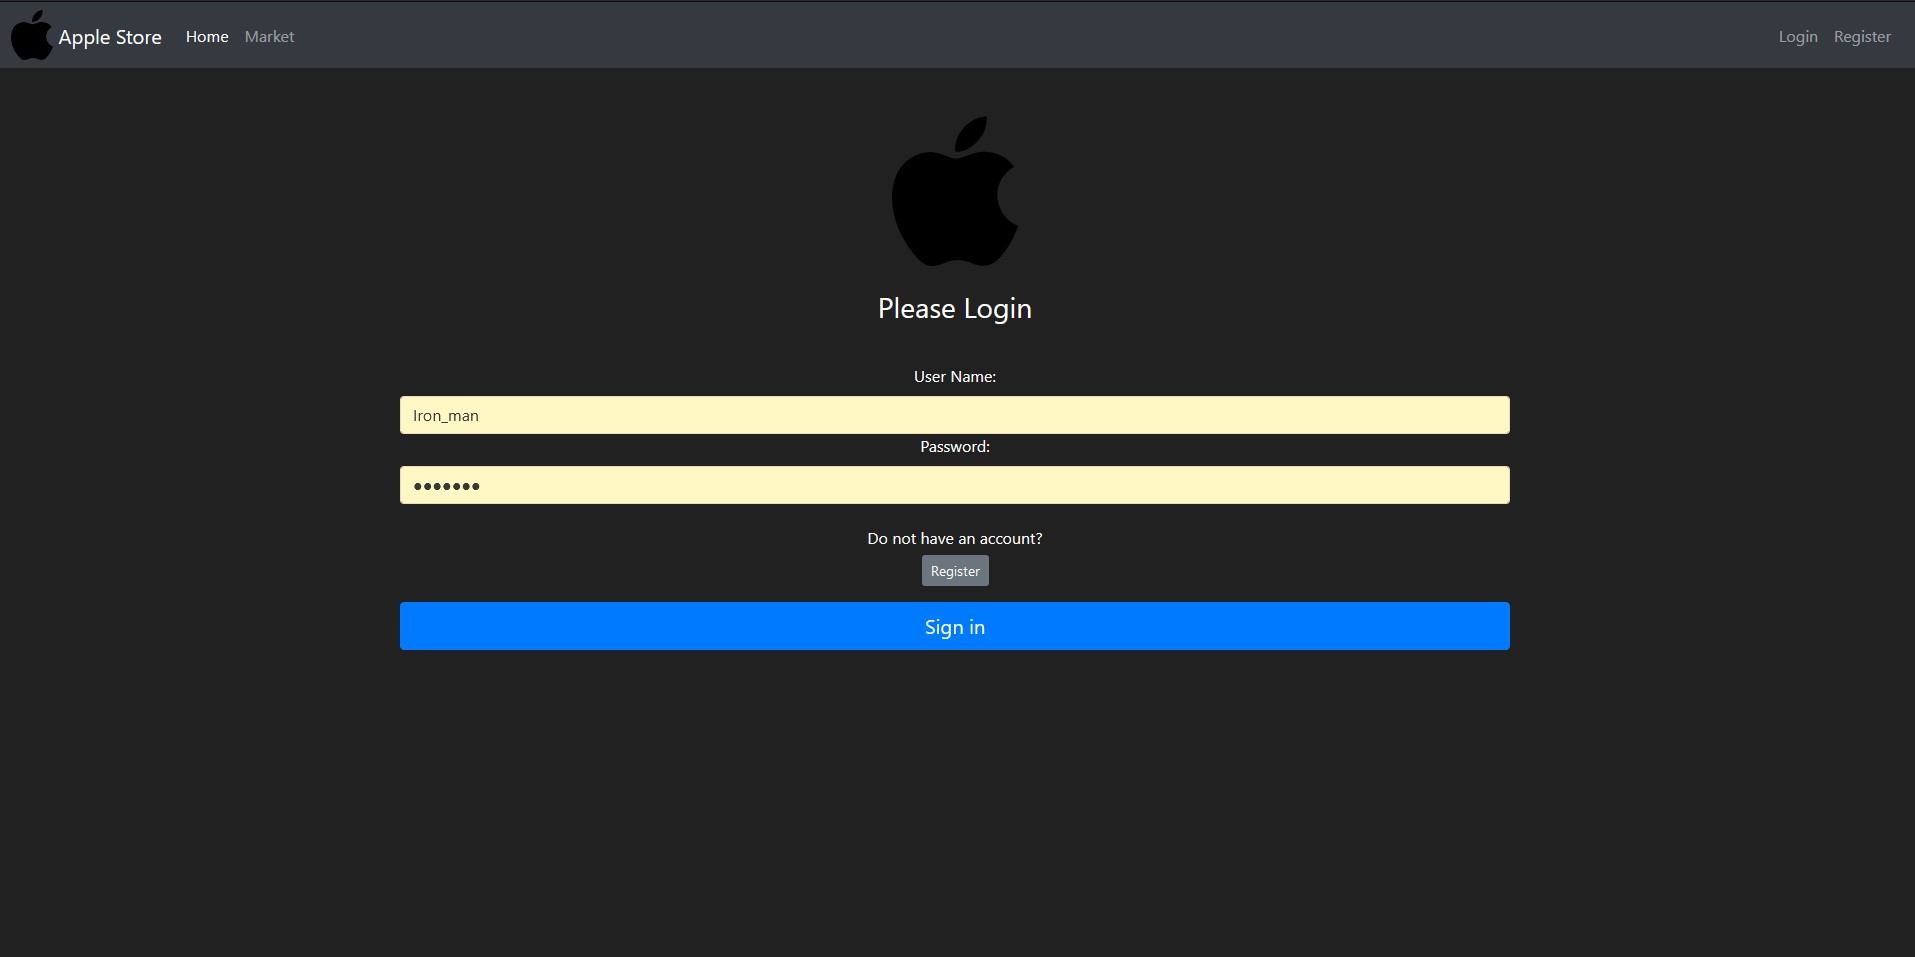 Apple Store Home Market Login Register
Please Login
User Name:
Iron_man
Password:
●●●●●●●
Do not have an account?
Register
Sign in